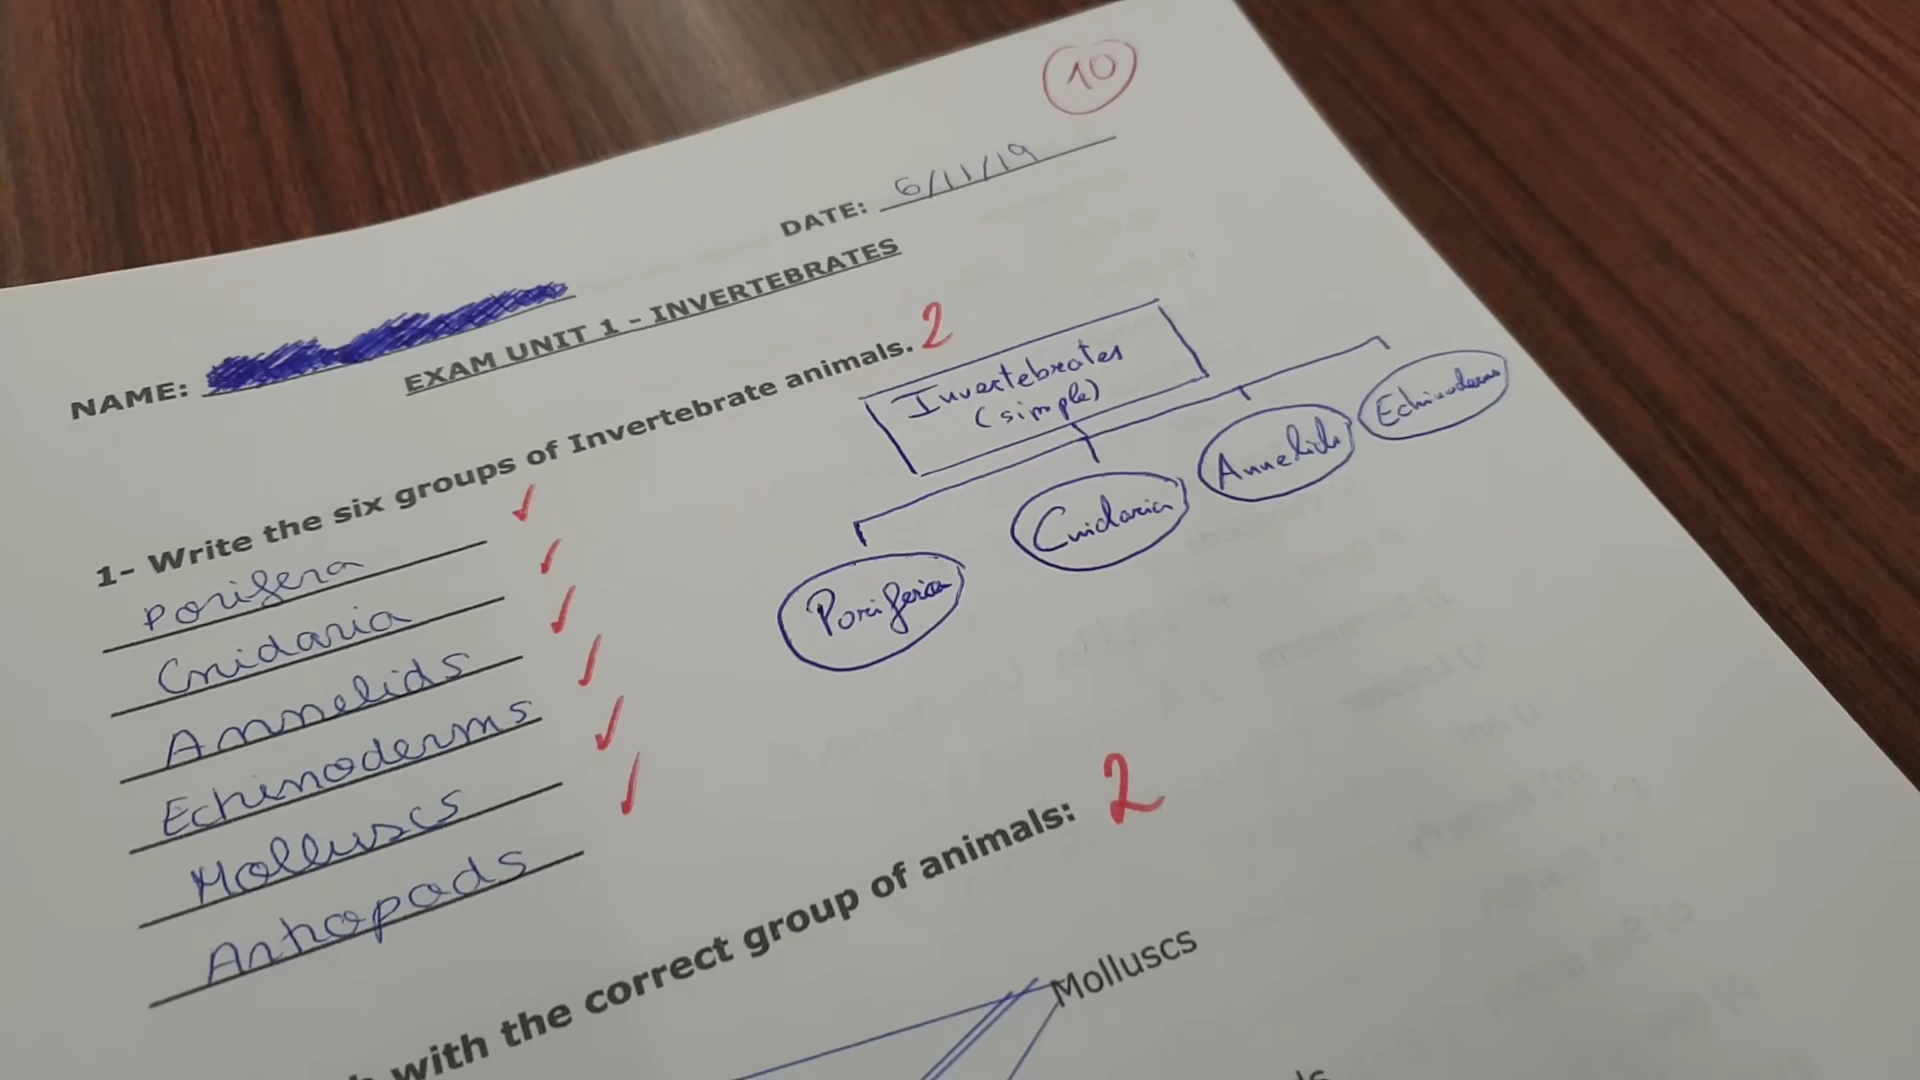 10
DATE: 6/11/19
NAME:
EXAM UNIT 1 - INVERTEBRATES
1- Write the six groups of Invertebrate animals. 2
Porifera
Cnidaria
Annelids
Echinoderms
Molluscs
Arthopods
Invertebrates
(simple)
Porifera
Cnidaria
Annelids
Echinoderms
with the correct group of animals: 2
Molluscs